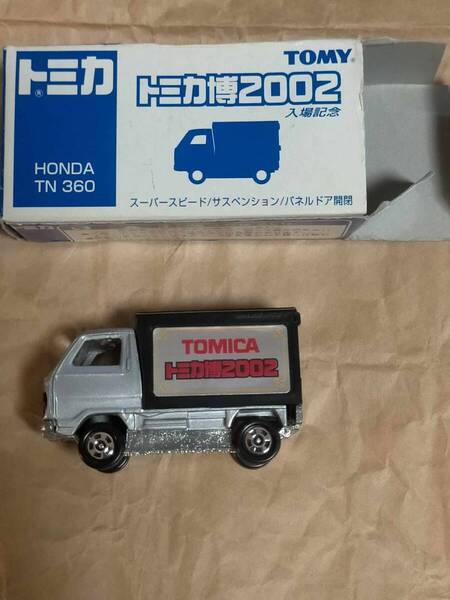 トミカ®
TOMY®
トミカ博2002
入場記念
HONDA
TN 360
スーパースピード/サスペンション/パネルドア開閉
TOMICA
トミカ博2002